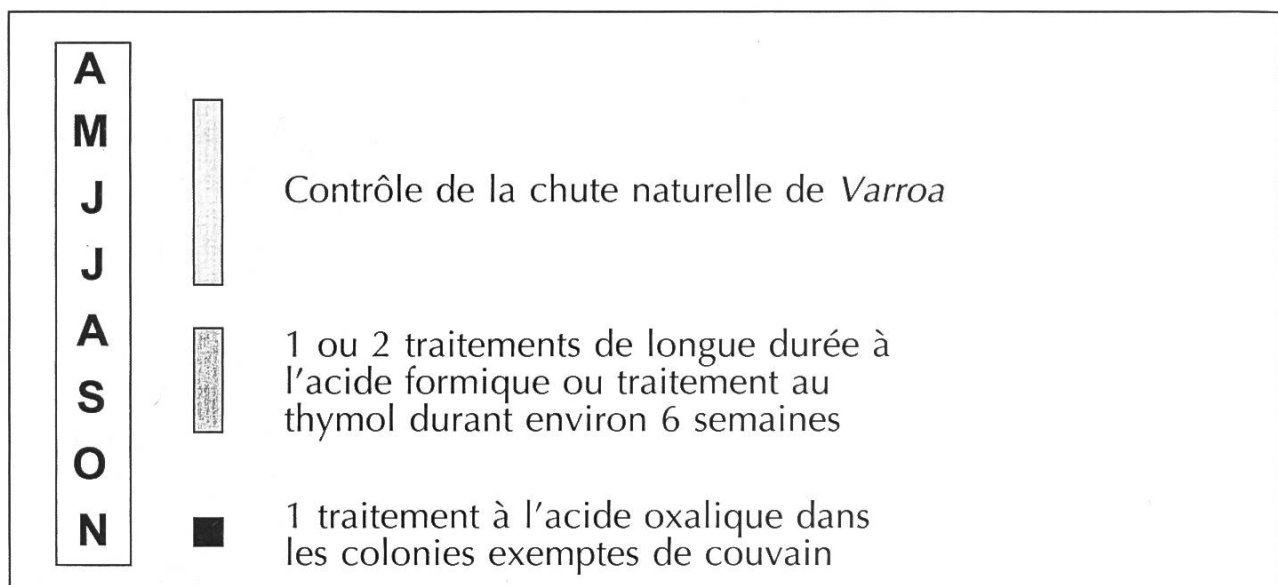 A
M
J
J
A
S
O
N
Contrôle de la chute naturelle de Varroa
1 ou 2 traitements de longue durée à
l'acide formique ou traitement au
thymol durant environ 6 semaines
1 traitement à l'acide oxalique dans
les colonies exemptes de couvain